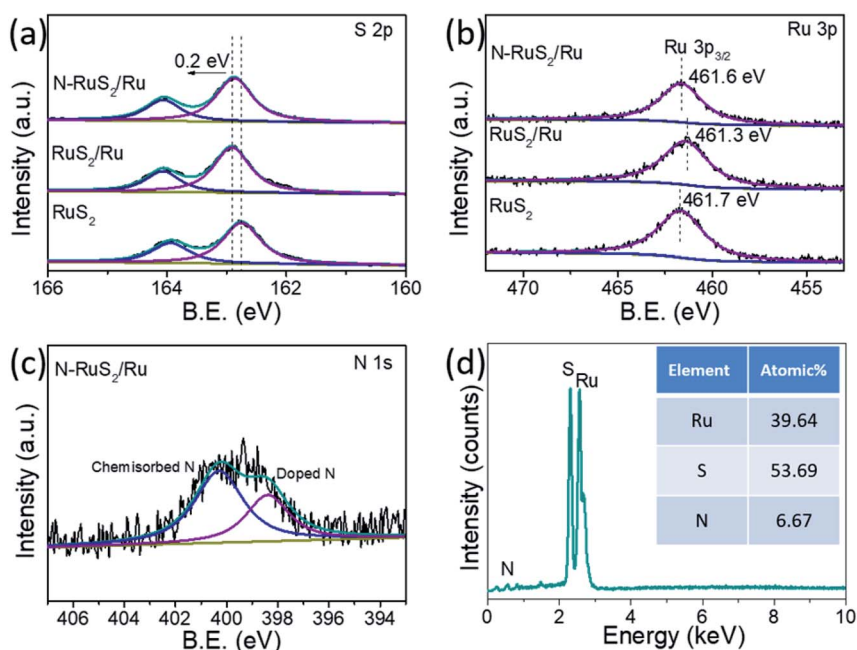 (a)
S 2p
0.2 eV
N-RuS₂/Ru
RuS₂/Ru
RuS₂
Intensity (a.u.)
166 164 162 160
B.E. (eV)
(b)
Ru 3p
N-RuS₂/Ru
Ru 3p₃/₂
461.6 eV
RuS₂/Ru
461.3 eV
RuS₂
461.7 eV
Intensity (a.u.)
470 465 460 455
B.E. (eV)
(c)
N-RuS₂/Ru
N 1s
Chemisorbed N
Doped N
Intensity (a.u.)
406 404 402 400 398 396 394
B.E. (eV)
(d)
S
Ru
N
Element Atomic%
Ru 39.64
S 53.69
N 6.67
Intensity (counts)
0 2 4 6 8 10
Energy (keV)